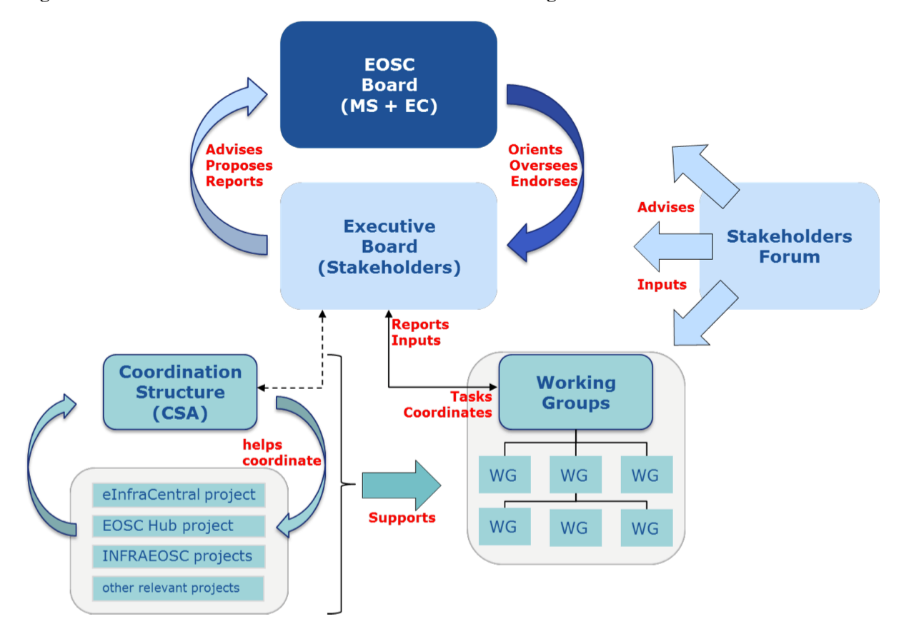 EOSC
Board
(MS + EC)
Advises
Proposes
Reports
Orients
Oversees
Endorses
Executive
Board
(Stakeholders)
Advises
Inputs
Stakeholders
Forum
Reports
Inputs
Coordination
Structure
(CSA)
Tasks
Coordinates
Working
Groups
helps
coordinate
WG WG WG
WG WG WG
eInfraCentral project
EOSC Hub project
INFRAEOSC projects
other relevant projects
Supports